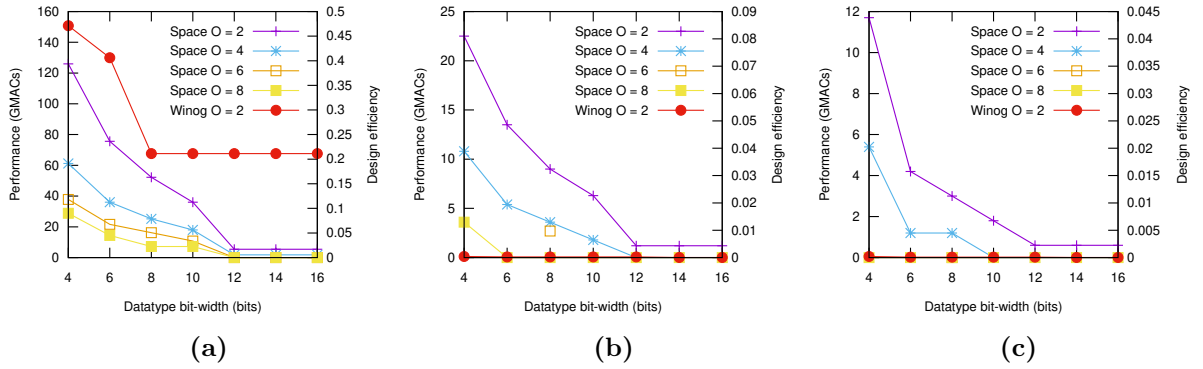 160
140
120
100
80
60
40
20
0
Performance (GMACs)
0.5
0.45
0.4
0.35
0.3
0.25
0.2
0.15
0.1
0.05
0
Design efficiency
Space O = 2
Space O = 4
Space O = 6
Space O = 8
Winog O = 2
4 6 8 10 12 14 16
Datatype bit-width (bits)
(a)
25
20
15
10
5
0
Performance (GMACs)
0.09
0.08
0.07
0.06
0.05
0.04
0.03
0.02
0.01
0
Design efficiency
Space O = 2
Space O = 4
Space O = 6
Space O = 8
Winog O = 2
4 6 8 10 12 14 16
Datatype bit-width (bits)
(b)
12
10
8
6
4
2
0
Performance (GMACs)
0.045
0.04
0.035
0.03
0.025
0.02
0.015
0.01
0.005
0
Design efficiency
Space O = 2
Space O = 4
Space O = 6
Space O = 8
Winog O = 2
4 6 8 10 12 14 16
Datatype bit-width (bits)
(c)